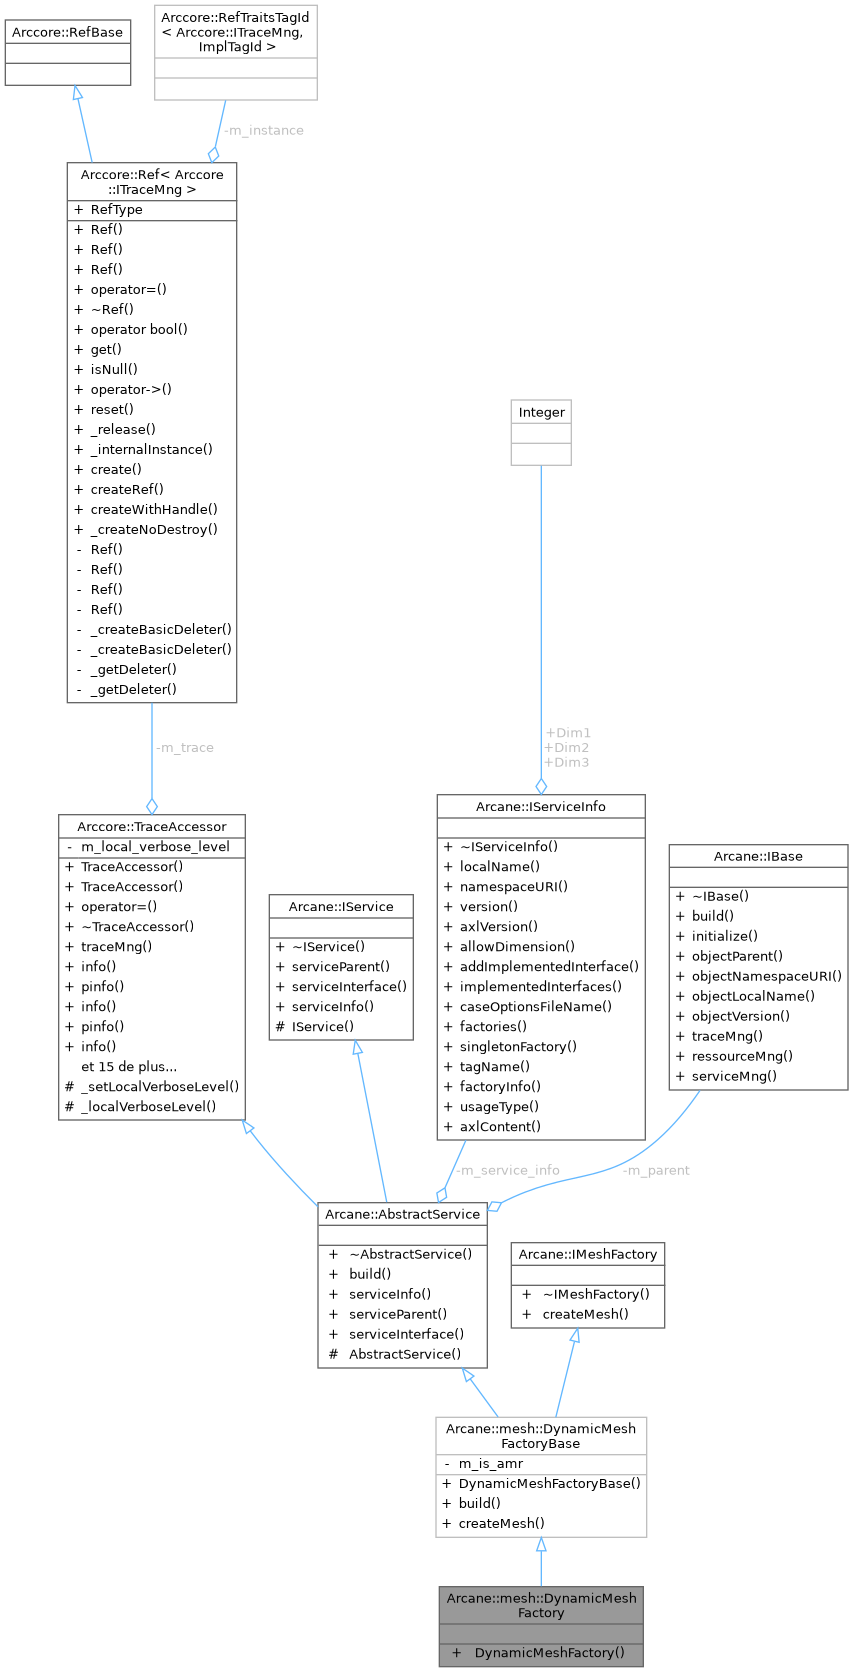 Arccore::RefBase
Arccore::RefTraitsTagId
< Arccore::ITraceMng,
ImplTagId >
-m_instance
Arccore::Ref< Arccore
::ITraceMng >
+ RefType
+ Ref()
+ Ref()
+ Ref()
+ operator=()
+ ~Ref()
+ operator bool()
+ get()
+ isNull()
+ operator->()
+ reset()
+ _release()
+ _internalInstance()
+ create()
+ createRef()
+ createWithHandle()
+ _createNoDestroy()
- Ref()
- Ref()
- Ref()
- Ref()
- _createBasicDeleter()
- _createBasicDeleter()
- _getDeleter()
- _getDeleter()
-m_trace
Integer
+Dim1
+Dim2
+Dim3
Arccore::TraceAccessor
- m_local_verbose_level
+ TraceAccessor()
+ TraceAccessor()
+ operator=()
+ ~TraceAccessor()
+ traceMng()
+ info()
+ pinfo()
+ info()
+ pinfo()
+ info()
et 15 de plus...
# _setLocalVerboseLevel()
# _localVerboseLevel()
Arcane::IService
+ ~IService()
+ serviceParent()
+ serviceInterface()
+ serviceInfo()
# IService()
Arcane::IServiceInfo
+ ~IServiceInfo()
+ localName()
+ namespaceURI()
+ version()
+ axlVersion()
+ allowDimension()
+ addImplementedInterface()
+ implementedInterfaces()
+ caseOptionsFileName()
+ factories()
+ singletonFactory()
+ tagName()
+ factoryInfo()
+ usageType()
+ axlContent()
Arcane::IBase
+ ~IBase()
+ build()
+ initialize()
+ objectParent()
+ objectNamespaceURI()
+ objectLocalName()
+ objectVersion()
+ traceMng()
+ ressourceMng()
+ serviceMng()
-m_service_info
-m_parent
Arcane::AbstractService
+ ~AbstractService()
+ build()
+ serviceInfo()
+ serviceParent()
+ serviceInterface()
# AbstractService()
Arcane::IMeshFactory
+ ~IMeshFactory()
+ createMesh()
Arcane::mesh::DynamicMesh
FactoryBase
- m_is_amr
+ DynamicMeshFactoryBase()
+ build()
+ createMesh()
Arcane::mesh::DynamicMesh
Factory
+ DynamicMeshFactory()